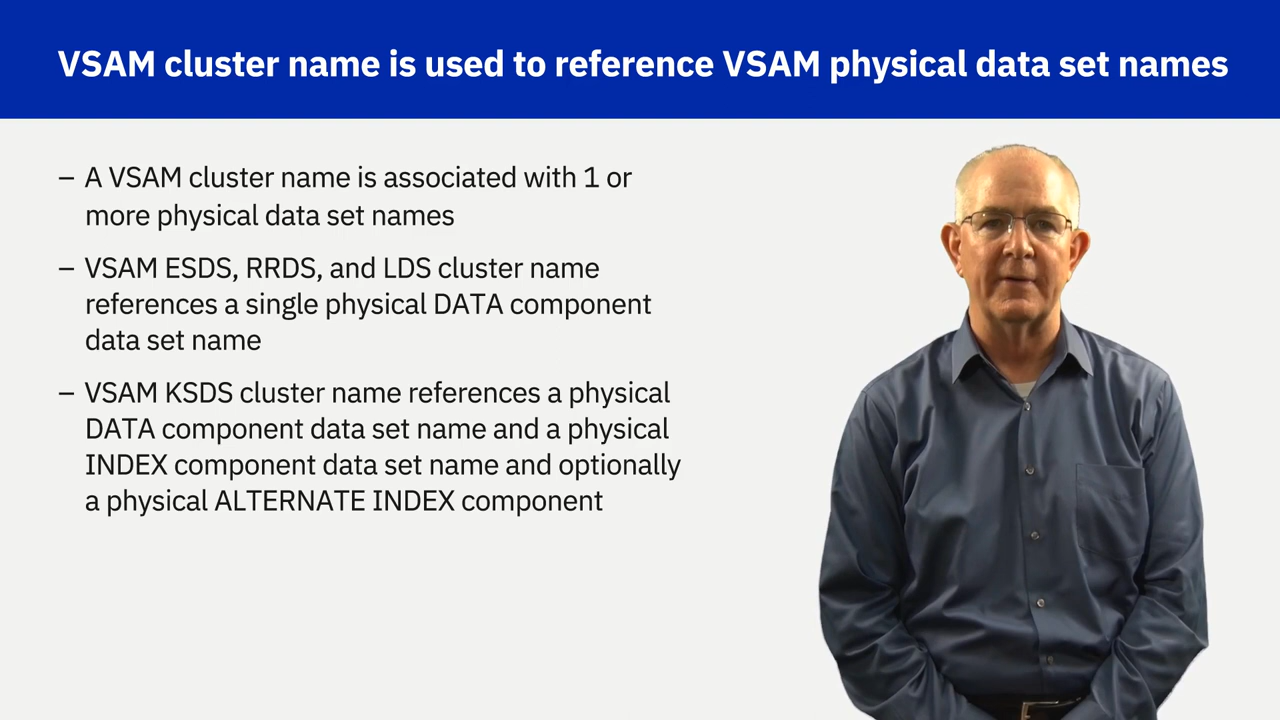 VSAM cluster name is used to reference VSAM physical data set names
– A VSAM cluster name is associated with 1 or
more physical data set names
– VSAM ESDS, RRDS, and LDS cluster name
references a single physical DATA component
data set name
– VSAM KSDS cluster name references a physical
DATA component data set name and a physical
INDEX component data set name and optionally
a physical ALTERNATE INDEX component